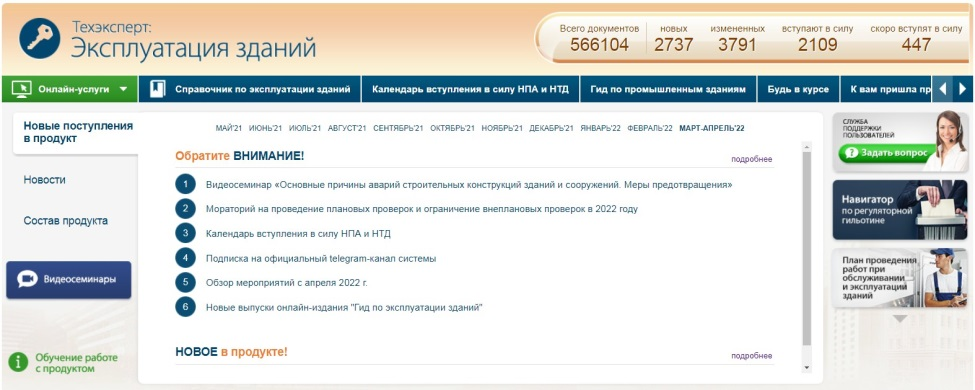 Техэксперт:
Эксплуатация зданий
Всего документов новых измененных вступают в силу скоро вступят в силу
566104 2737 3791 2109 447
Онлайн-услуги Справочник по эксплуатации зданий Календарь вступления в силу НПА и НТД Гид по промышленным зданиям Будь в курсе К вам пришла пр
Новые поступления
в продукт
Новости
Состав продукта
Видеосеминары
Обучение работе
с продуктом
МАЙ'21 ИЮНЬ'21 ИЮЛЬ'21 АВГУСТ'21 СЕНТЯБРЬ'21 ОКТЯБРЬ'21 НОЯБРЬ'21 ДЕКАБРЬ'21 ЯНВАРЬ'22 ФЕВРАЛЬ'22 МАРТ-АПРЕЛЬ'22
Обратите ВНИМАНИЕ!
подробнее
1 Видеосеминар «Основные причины аварий строительных конструкций зданий и сооружений. Меры предотвращения»
2 Мораторий на проведение плановых проверок и ограничение внеплановых проверок в 2022 году
3 Календарь вступления в силу НПА и НТД
4 Подписка на официальный telegram-канал системы
5 Обзор мероприятий с апреля 2022 г.
6 Новые выпуски онлайн-издания "Гид по эксплуатации зданий"
НОВОЕ в продукте!
подробнее
СЛУЖБА
ПОДДЕРЖКИ
ПОЛЬЗОВАТЕЛЕЙ
Задать вопрос
Навигатор
по регуляторной
гильотине
План проведения
работ при
обслуживании
и эксплуатации
зданий